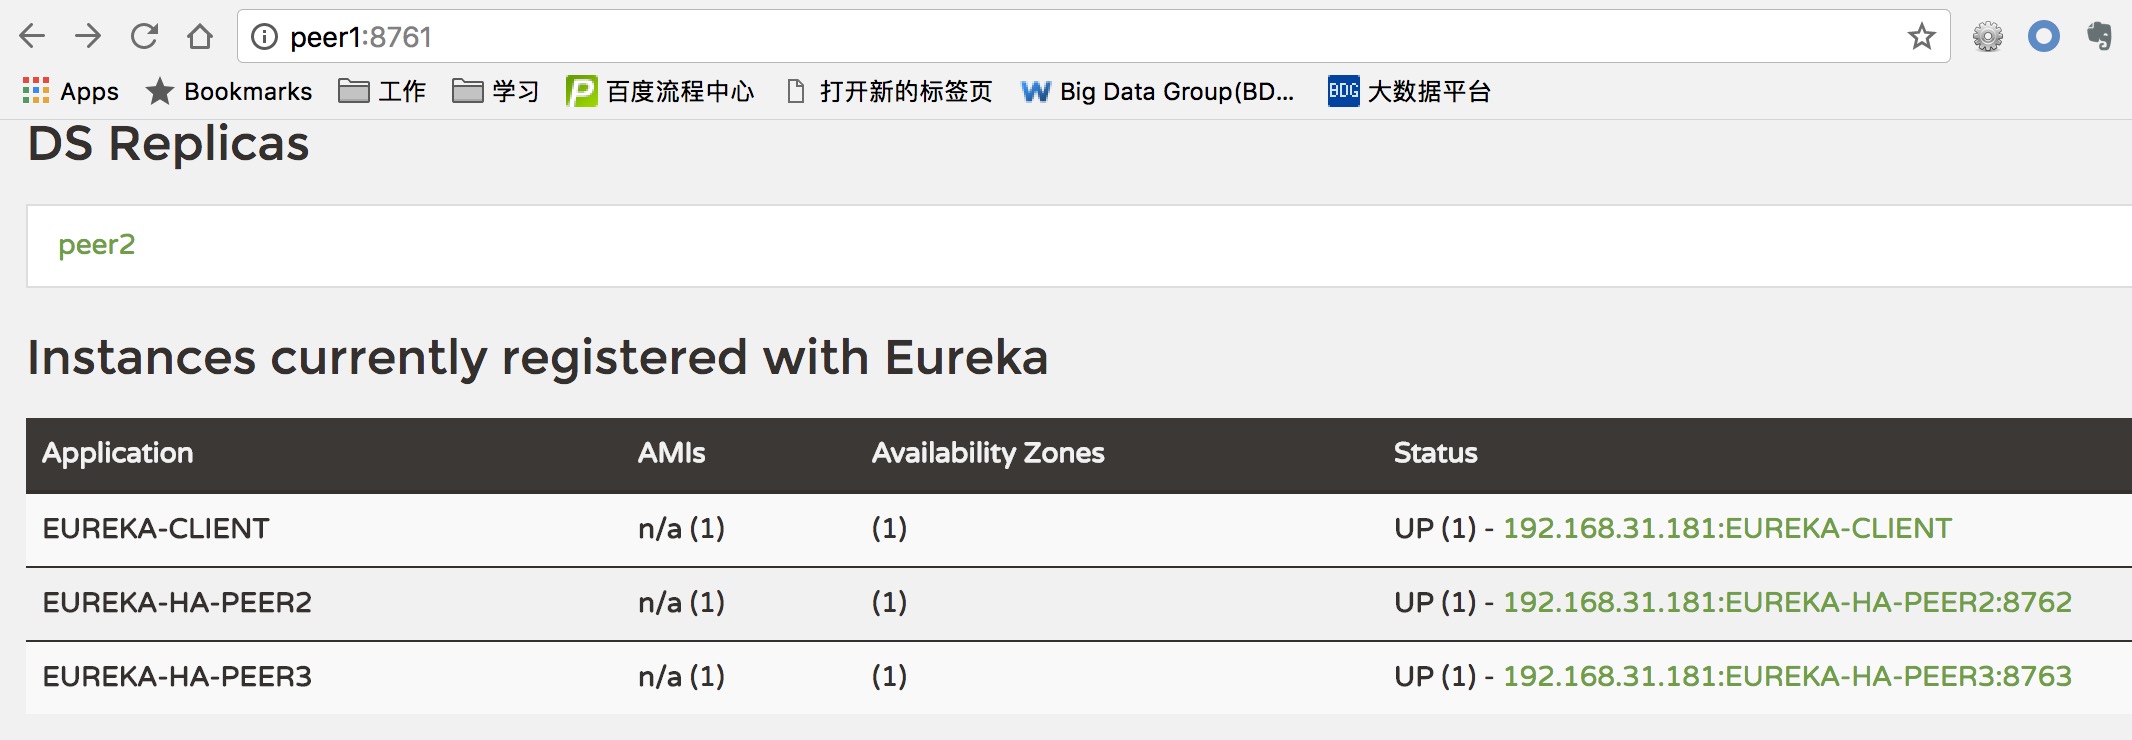 peer1:8761
Apps Bookmarks 工作 学习 百度流程中心 打开新的标签页 Big Data Group(BD... BDG 大数据平台
DS Replicas
peer2
Instances currently registered with Eureka
Application AMIs Availability Zones Status
EUREKA-CLIENT n/a (1) (1) UP (1) - 192.168.31.181:EUREKA-CLIENT
EUREKA-HA-PEER2 n/a (1) (1) UP (1) - 192.168.31.181:EUREKA-HA-PEER2:8762
EUREKA-HA-PEER3 n/a (1) (1) UP (1) - 192.168.31.181:EUREKA-HA-PEER3:8763